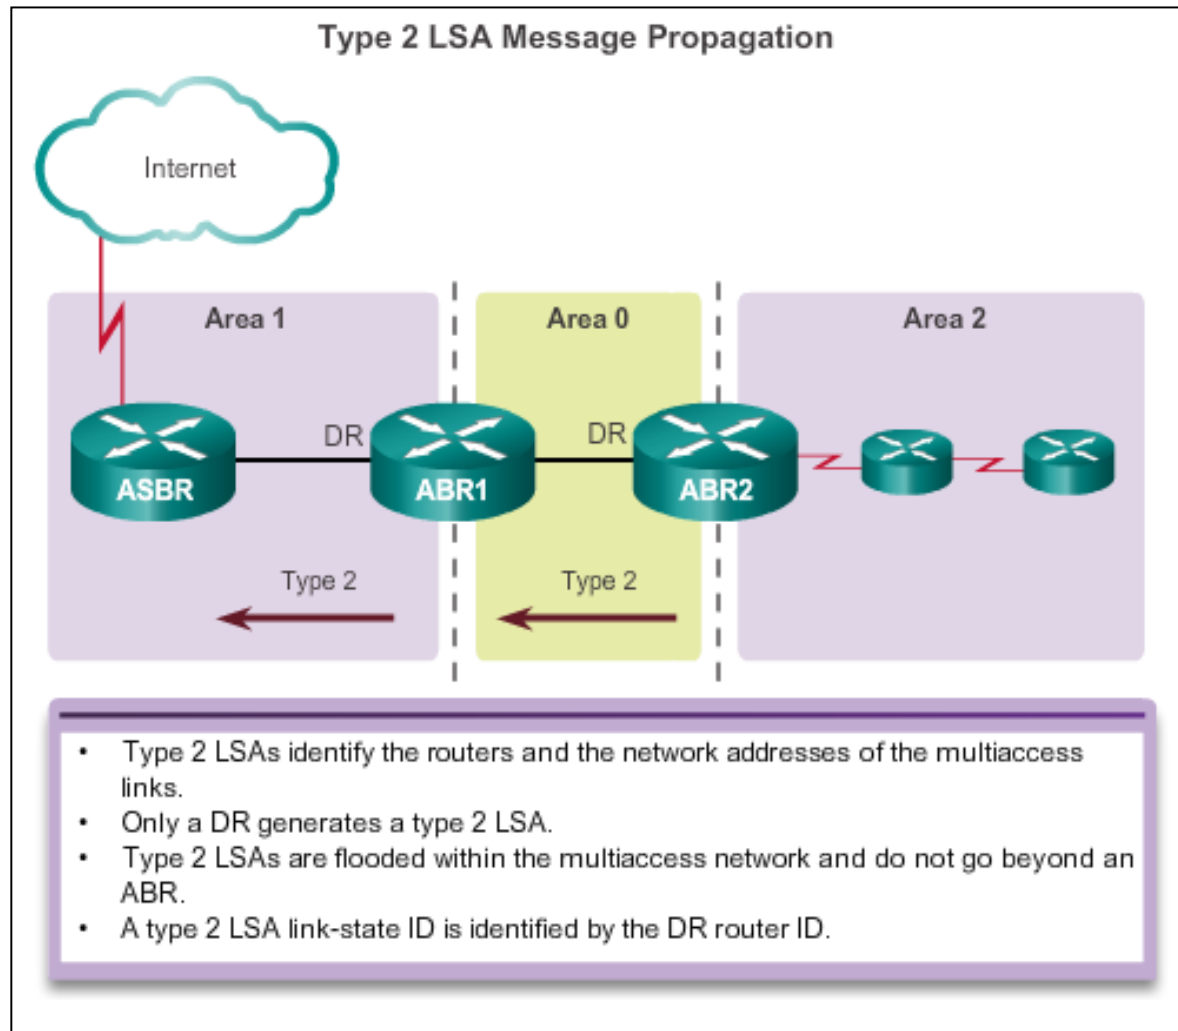 Type 2 LSA Message Propagation
Internet
Area 1
Area 0
Area 2
DR
DR
ASBR
ABR1
ABR2
Type 2
Type 2
• Type 2 LSAs identify the routers and the network addresses of the multiaccess
links.
• Only a DR generates a type 2 LSA.
• Type 2 LSAs are flooded within the multiaccess network and do not go beyond an
ABR.
• A type 2 LSA link-state ID is identified by the DR router ID.